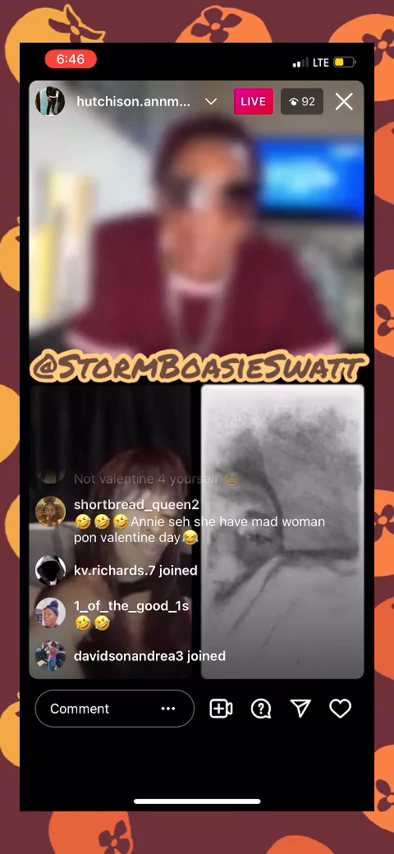 6:46
LTE
hutchison.annm...
LIVE
92
@StormBoasieSwatt
Not valentine 4 yourself 😂
shortbread_queen2
🤣🤣🤣Annie seh she have mad woman
pon valentine day😂
kv.richards.7 joined
1_of_the_good_1s
🤣🤣
davidsonandrea3 joined
Comment